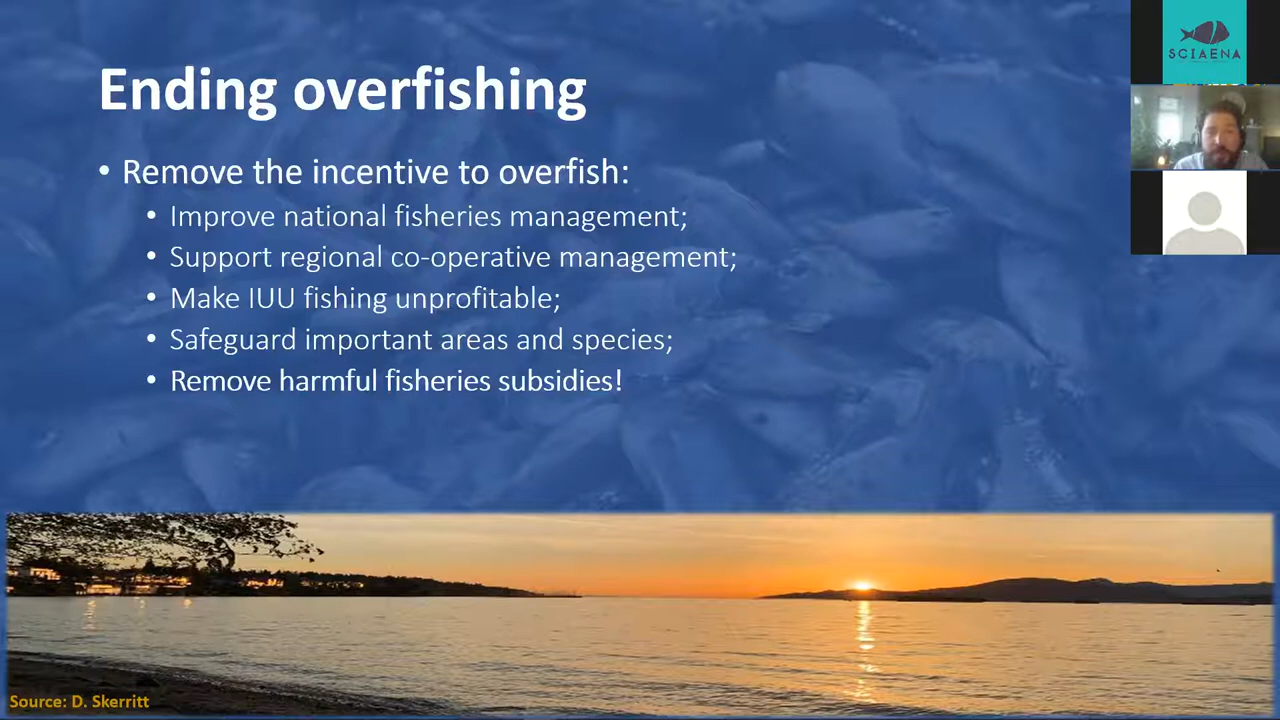 Ending overfishing
• Remove the incentive to overfish:
• Improve national fisheries management;
• Support regional co-operative management;
• Make IUU fishing unprofitable;
• Safeguard important areas and species;
• Remove harmful fisheries subsidies!
Source: D. Skerritt
SCIAENA